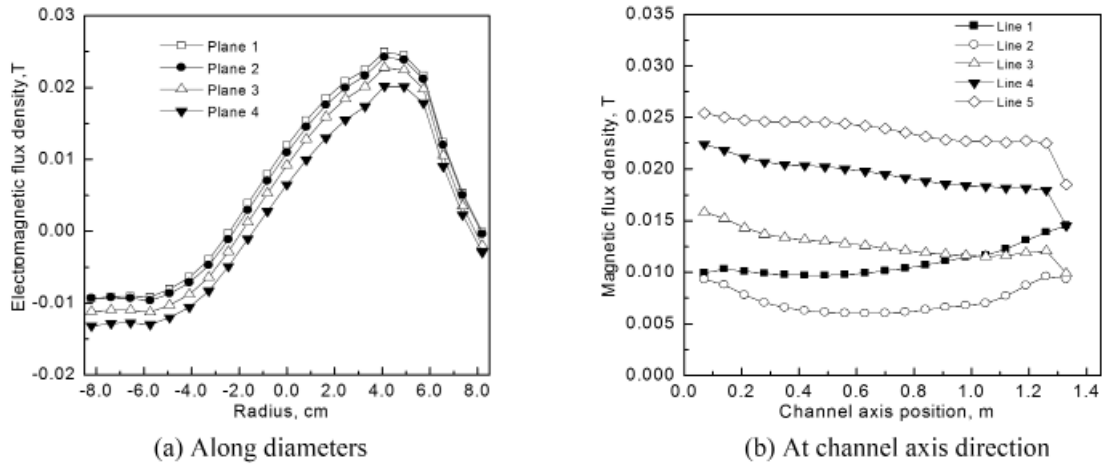 0.03
0.02
0.01
0.00
-0.01
-0.02
Electromagnetic flux density,T
Plane 1
Plane 2
Plane 3
Plane 4
-8.0 -6.0 -4.0 -2.0 0.0 2.0 4.0 6.0 8.0
Radius, cm
(a) Along diameters
0.035
0.030
0.025
0.020
0.015
0.010
0.005
0.000
Magnetic flux density, T
Line 1
Line 2
Line 3
Line 4
Line 5
0.0 0.2 0.4 0.6 0.8 1.0 1.2 1.4
Channel axis position, m
(b) At channel axis direction